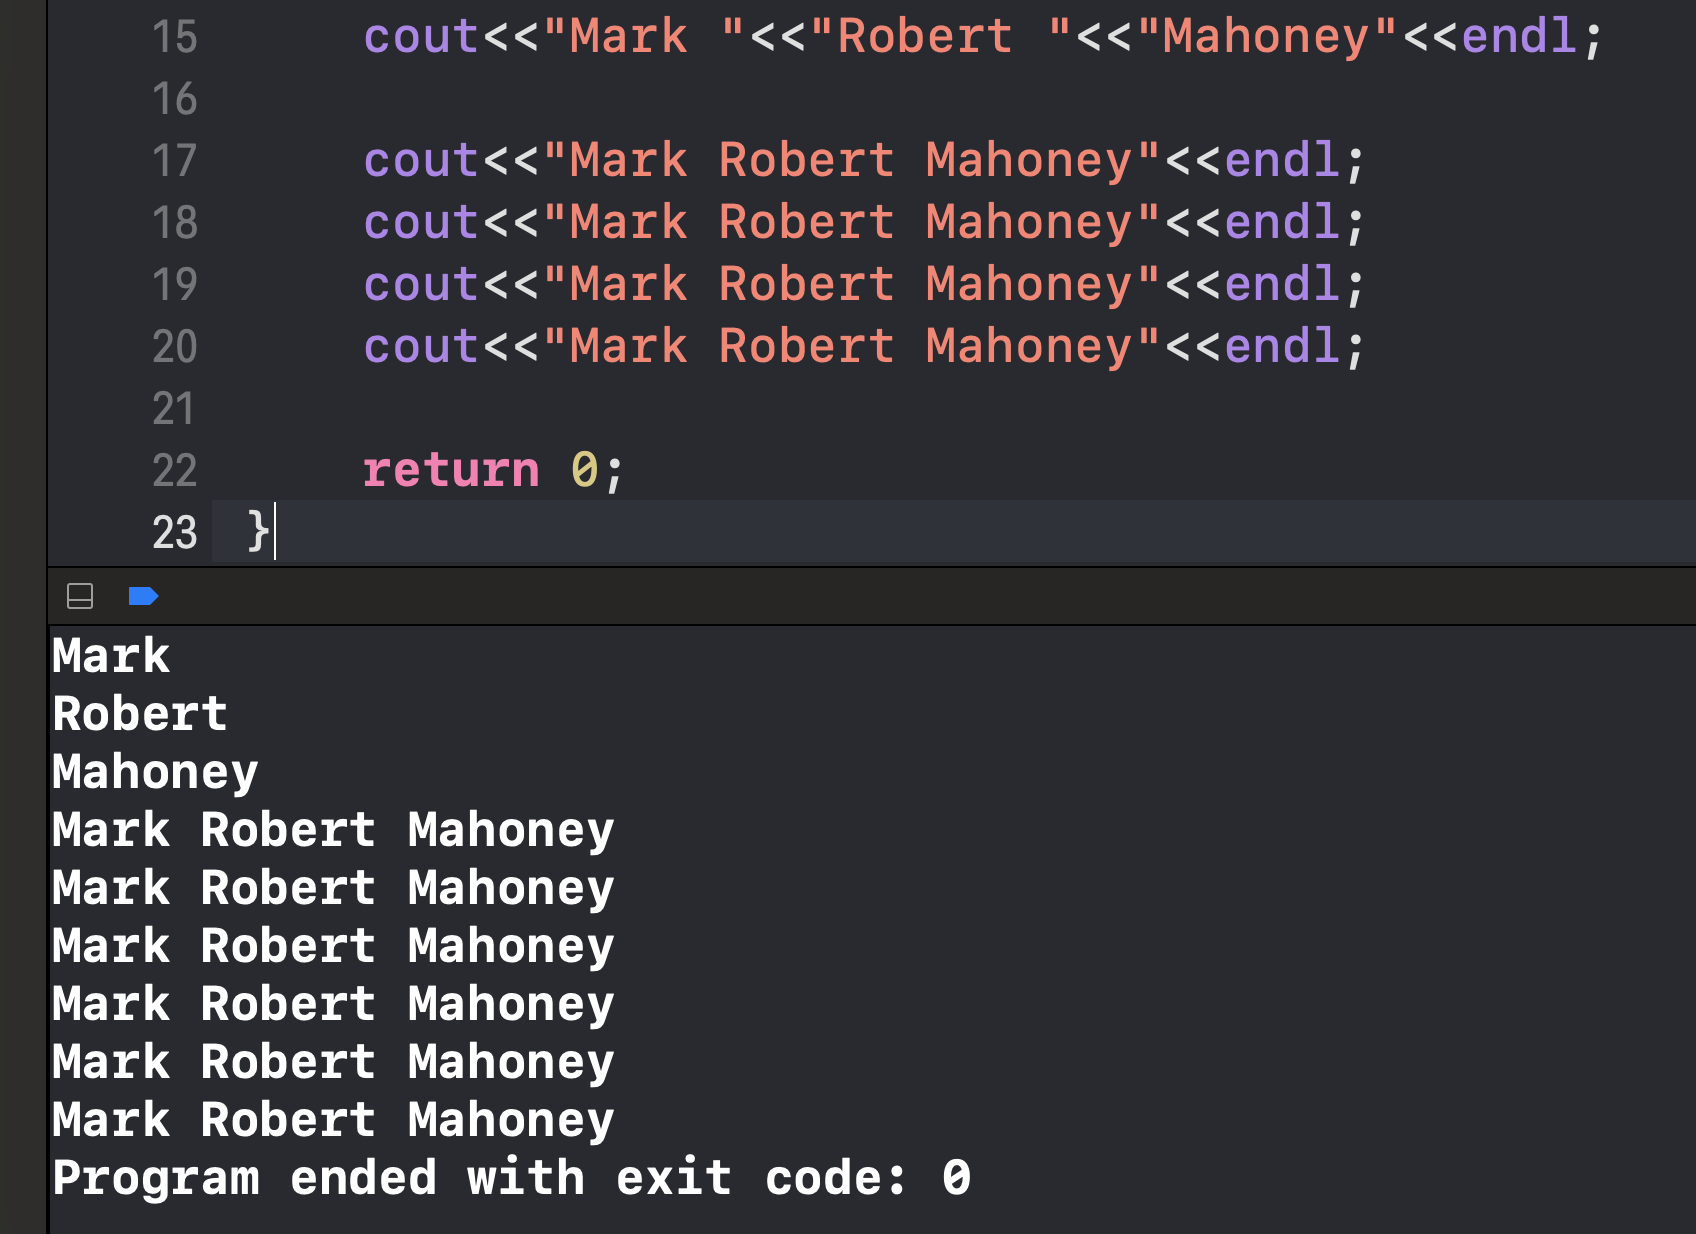 15 cout<<"Mark "<<"Robert "<<"Mahoney"<<endl;
16
17 cout<<"Mark Robert Mahoney"<<endl;
18 cout<<"Mark Robert Mahoney"<<endl;
19 cout<<"Mark Robert Mahoney"<<endl;
20 cout<<"Mark Robert Mahoney"<<endl;
21
22 return 0;
23 }
Mark
Robert
Mahoney
Mark Robert Mahoney
Mark Robert Mahoney
Mark Robert Mahoney
Mark Robert Mahoney
Mark Robert Mahoney
Mark Robert Mahoney
Program ended with exit code: 0